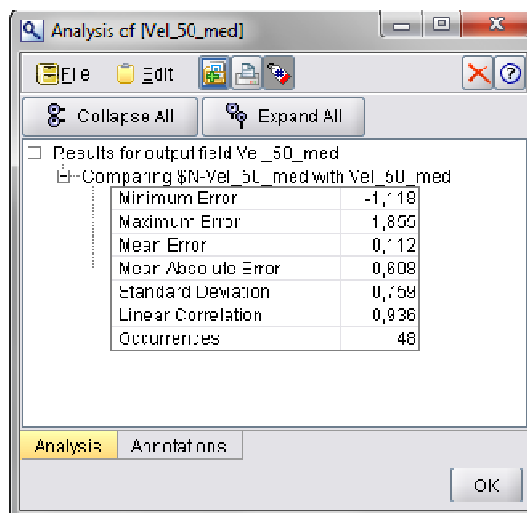 Analysis of [Vel_50_med]
File Edit
Collapse All Expand All
Results for output field Vel_50_med
Comparing $N-Vel_50_med with Vel_50_med
Minimum Error -1,119
Maximum Error 1,855
Mean Error 0,112
Mean Absolute Error 0,608
Standard Deviation 0,759
Linear Correlation 0,936
Occurrences 48
Analysis Annotations
OK